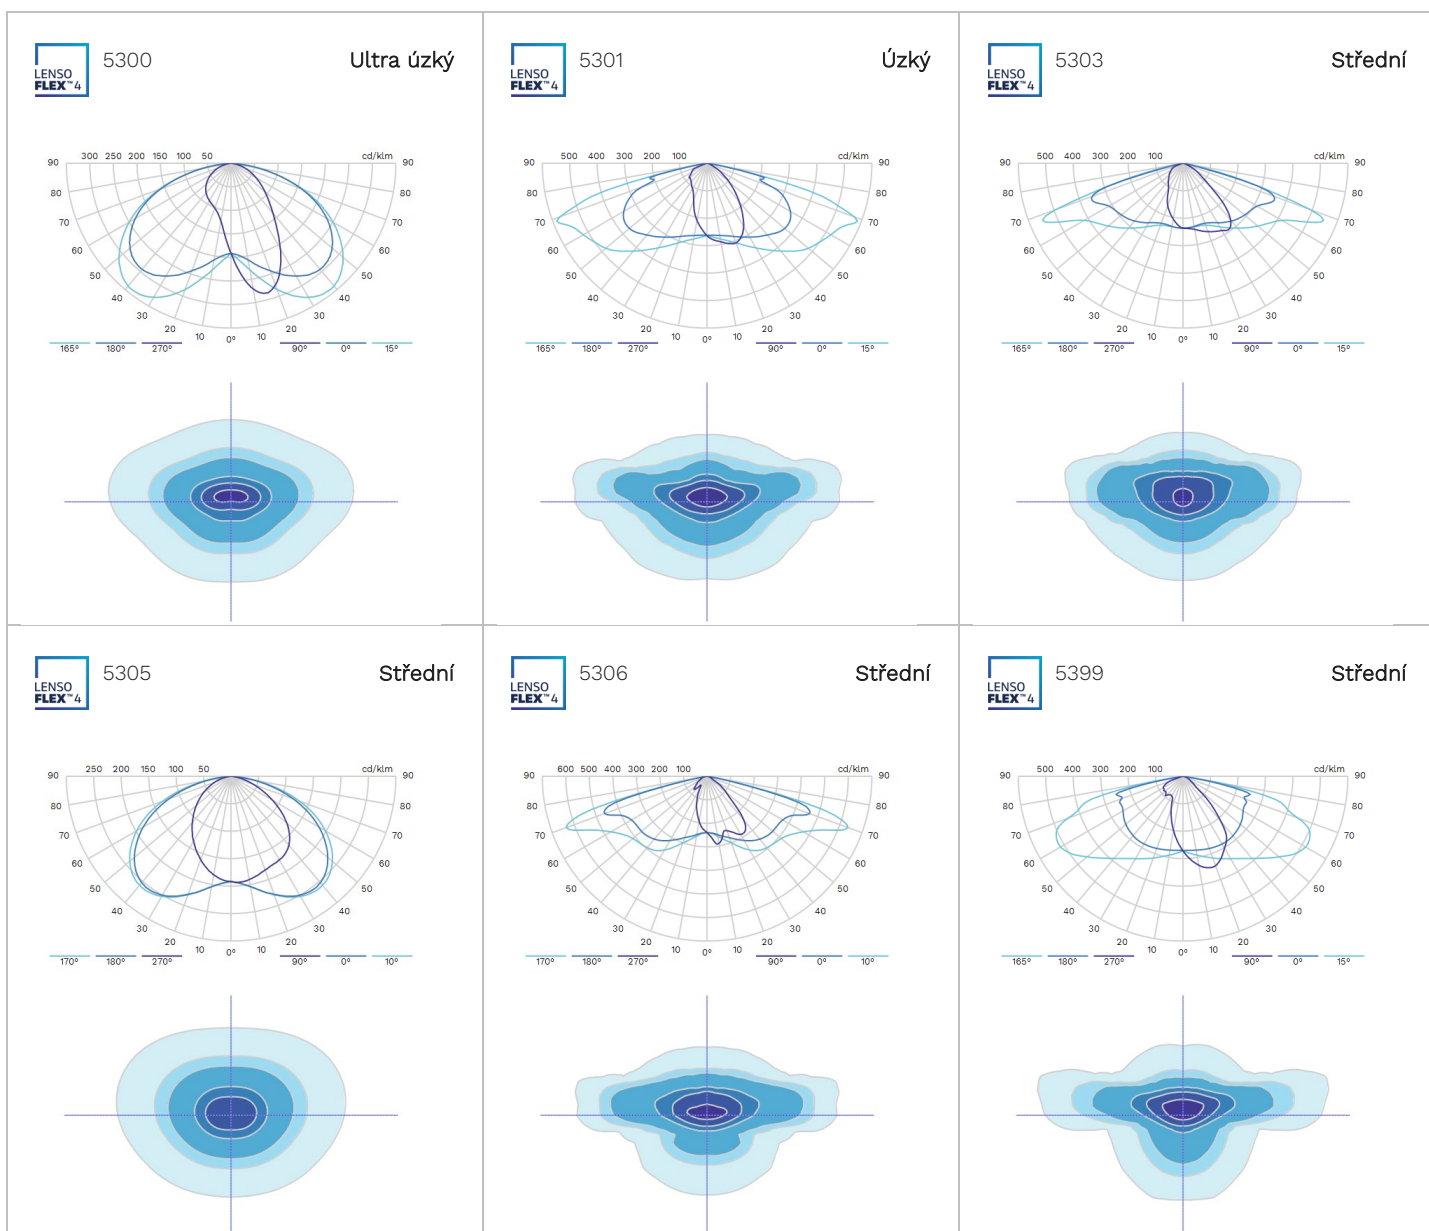 LENSO
FLEX™4
5300
Ultra úzký
90 300 250 200 150 100 50 cd/klm 90
80 80
70 70
60 60
50 50
40 40
30 30
20 10 0° 10 20
165° 180° 270° 90° 0° 15°
LENSO
FLEX™4
5301
Úzký
90 500 400 300 200 100 cd/klm 90
80 80
70 70
60 60
50 50
40 40
30 30
20 10 0° 10 20
165° 180° 270° 90° 0° 15°
LENSO
FLEX™4
5303
Střední
90 500 400 300 200 100 cd/klm 90
80 80
70 70
60 60
50 50
40 40
30 30
20 10 0° 10 20
165° 180° 270° 90° 0° 15°
LENSO
FLEX™4
5305
Střední
90 250 200 150 100 50 cd/klm 90
80 80
70 70
60 60
50 50
40 40
30 30
20 10 0° 10 20
170° 180° 270° 90° 0° 10°
LENSO
FLEX™4
5306
Střední
90 600 500 400 300 200 100 cd/klm 90
80 80
70 70
60 60
50 50
40 40
30 30
20 10 0° 10 20
170° 180° 270° 90° 0° 10°
LENSO
FLEX™4
5399
Střední
90 500 400 300 200 100 cd/klm 90
80 80
70 70
60 60
50 50
40 40
30 30
20 10 0° 10 20
165° 180° 270° 90° 0° 15°